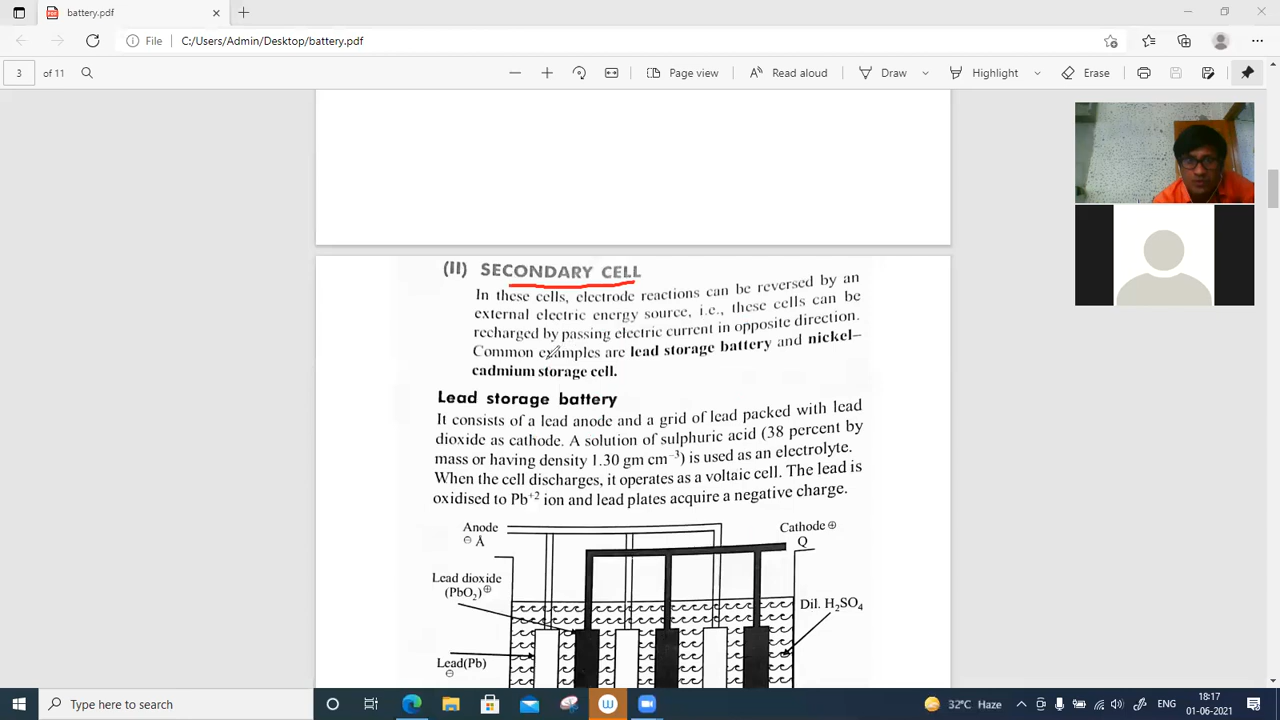 battery.pdf
File C:/Users/Admin/Desktop/battery.pdf
3 of 11 Page view Read aloud Draw Highlight Erase
(II) SECONDARY CELL
In these cells, electrode reactions can be reversed by an
external electric energy source, i.e., these cells can be
recharged by passing electric current in opposite direction.
Common examples are lead storage battery and nickel–
cadmium storage cell.
Lead storage battery
It consists of a lead anode and a grid of lead packed with lead
dioxide as cathode. A solution of sulphuric acid (38 percent by
mass or having density 1.30 gm cm⁻³) is used as an electrolyte.
When the cell discharges, it operates as a voltaic cell. The lead is
oxidised to Pb⁺² ion and lead plates acquire a negative charge.
Anode
⊖ Å
Cathode ⊕
Q
Lead dioxide
(PbO₂)⊕
Dil. H₂SO₄
Lead(Pb)
⊖
Type here to search
W
32°C Haze
ENG
18:17
01-06-2021